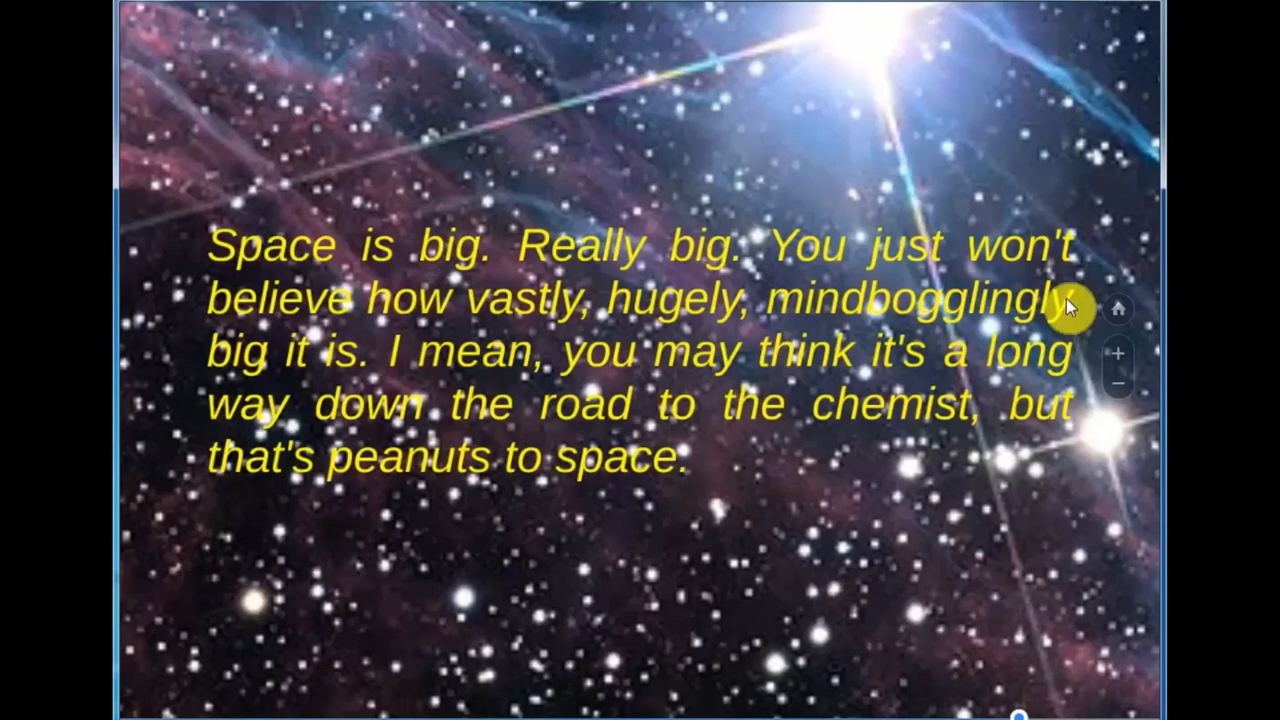 Space is big. Really big. You just won't
believe how vastly, hugely, mindbogglingly
big it is. I mean, you may think it's a long
way down the road to the chemist, but
that's peanuts to space.